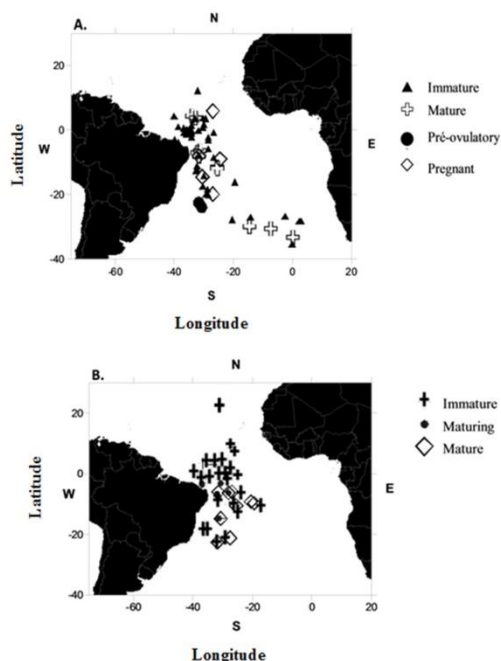 N
A.
20
0
-20
-40
-60
-40
-20
0
20
W
E
S
Latitude
Longitude
Immature
Mature
Pré-ovulatory
Pregnant
N
B.
20
0
-20
-40
-60
-40
-20
0
20
W
E
S
Latitude
Longitude
Immature
Maturing
Mature